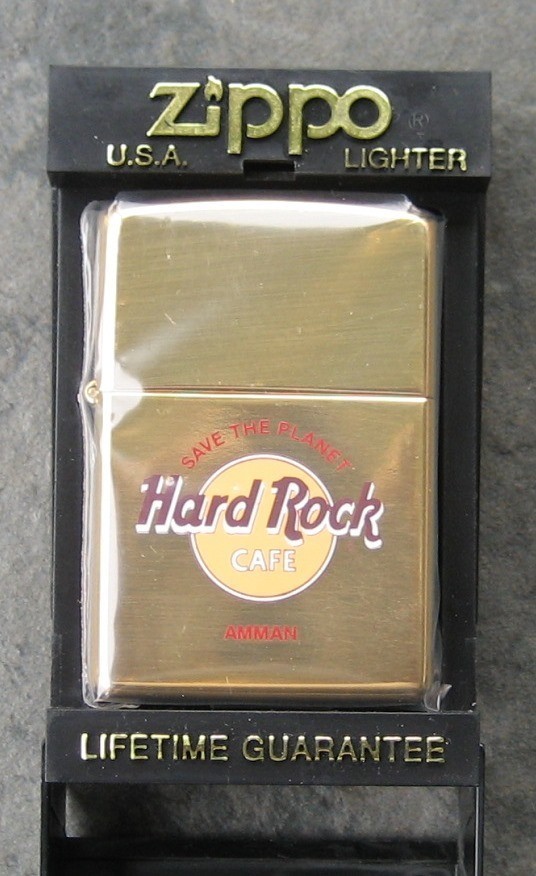 Zippo ®
U.S.A. LIGHTER
SAVE THE PLANET
Hard Rock
CAFE
AMMAN
LIFETIME GUARANTEE